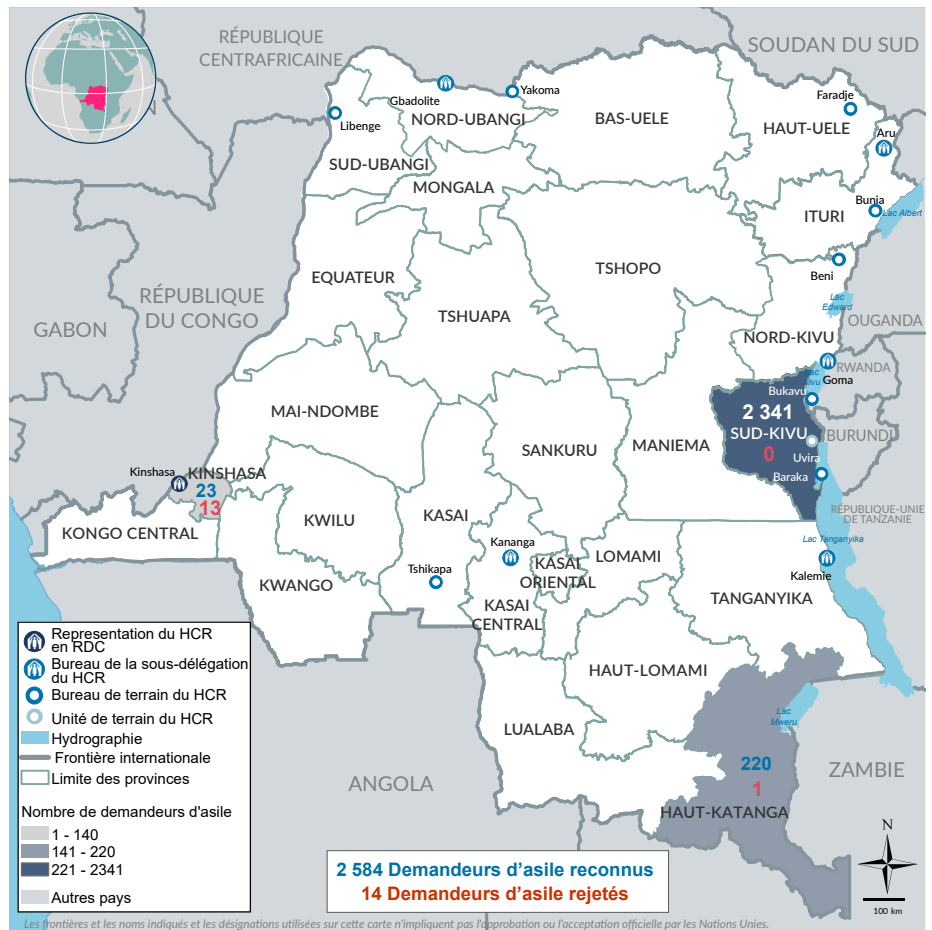 RÉPUBLIQUE
CENTRAFRICAINE
SOUDAN DU SUD
Gbadolite
Yakoma
Libenge
NORD-UBANGI
BAS-UELE
Faradje
HAUT-UELE
Aru
SUD-UBANGI
MONGALA
Bunia
ITURI
Lac Albert
EQUATEUR
TSHOPO
Beni
RÉPUBLIQUE
DU CONGO
Lac
Edward
GABON
TSHUAPA
OUGANDA
NORD-KIVU
RWANDA
Lac
Kivu
Goma
Bukavu
MAI-NDOMBE
2 341
SUD-KIVU
0
BURUNDI
SANKURU
MANIEMA
Uvira
Baraka
Kinshasa
KINSHASA
23
13
KONGO CENTRAL
KWILU
KASAI
RÉPUBLIQUE-UNIE
DE TANZANIE
Kananga
LOMAMI
Lac Tanganyika
KASAI
ORIENTAL
Kalemie
KWANGO
Tshikapa
KASAI
CENTRAL
TANGANYIKA
HAUT-LOMAMI
LUALABA
Lac
Mweru
220
1
HAUT-KATANGA
ANGOLA
ZAMBIE
Representation du HCR
en RDC
Bureau de la sous-délégation
du HCR
Bureau de terrain du HCR
Unité de terrain du HCR
Hydrographie
Frontière internationale
Limite des provinces
Nombre de demandeurs d'asile
1 - 140
141 - 220
221 - 2341
Autres pays
2 584 Demandeurs d'asile reconnus
14 Demandeurs d'asile rejetés
N
100 km
Les frontières et les noms indiqués et les désignations utilisées sur cette carte n'impliquent pas l'approbation ou l'acceptation officielle par les Nations Unies.